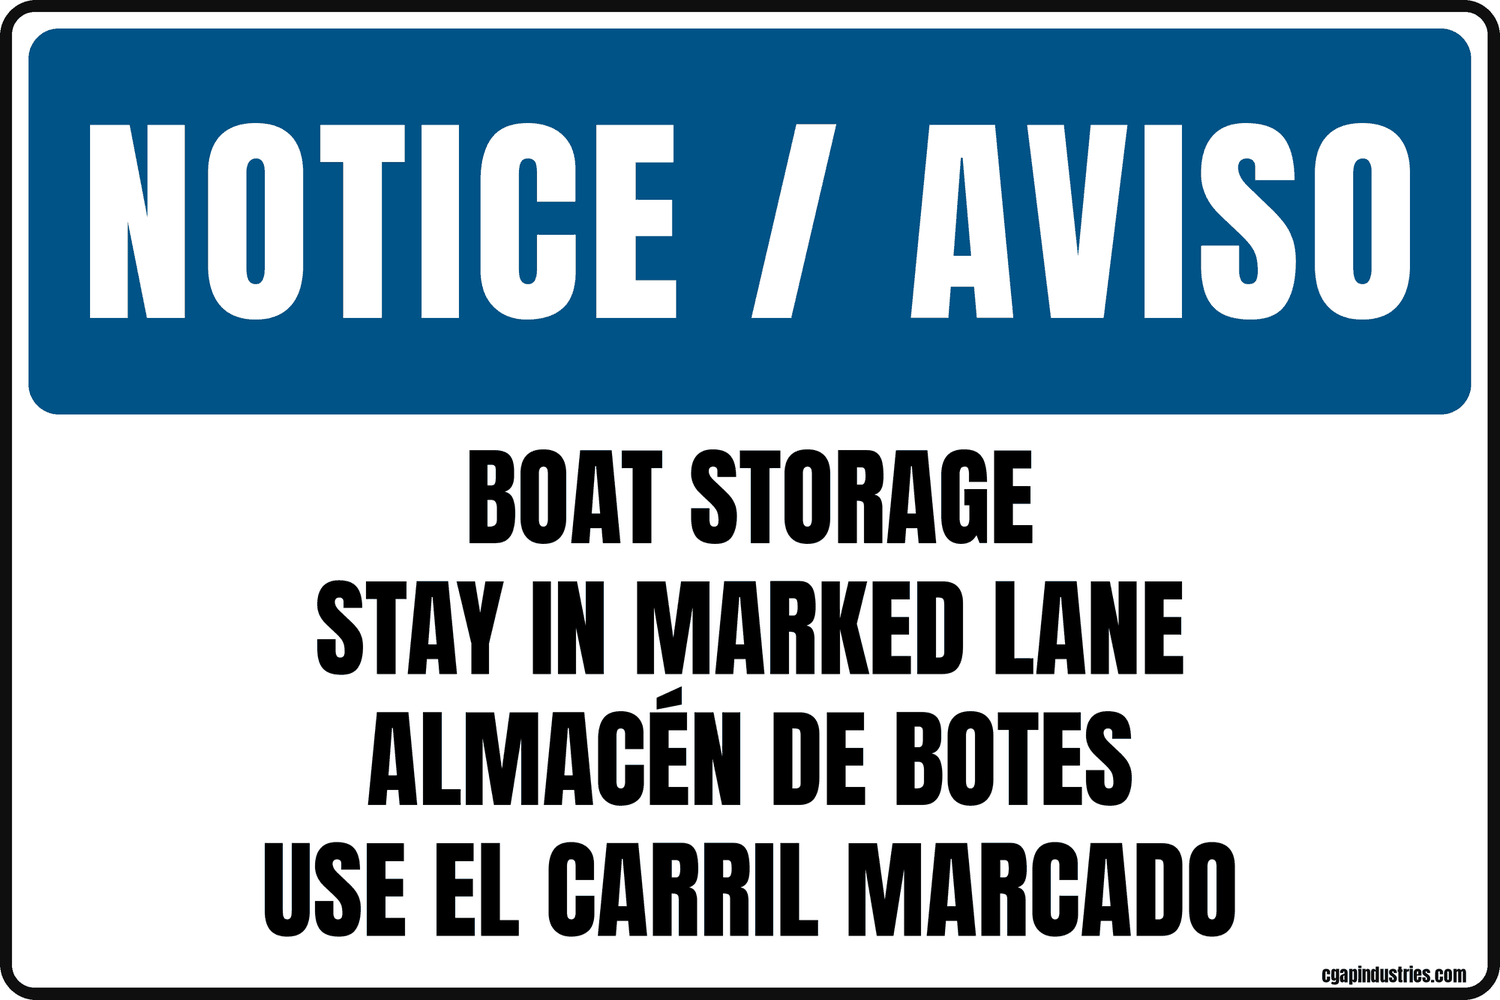 NOTICE / AVISO
BOAT STORAGE
STAY IN MARKED LANE
ALMACÉN DE BOTES
USE EL CARRIL MARCADO
cgapindustries.com